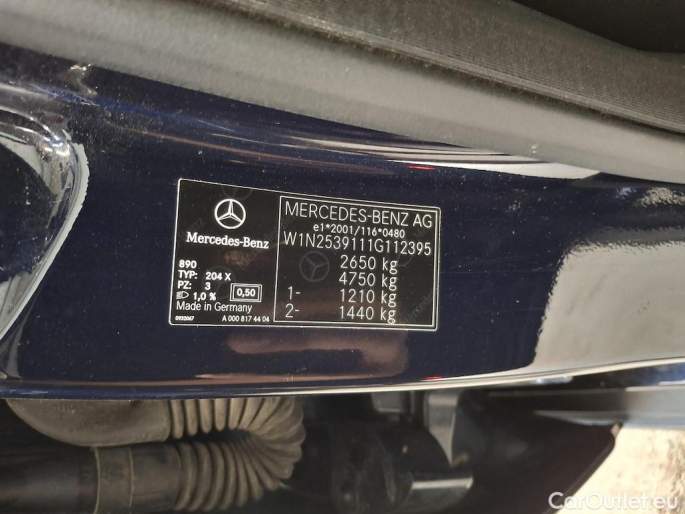 Mercedes-Benz
890
TYP: 204 X
PZ: 3
1,0 % 0,50
Made in Germany
0932067 A 000 817 44 04
MERCEDES-BENZ AG
e1*2001/116*0480
W1N2539111G112395
2650 kg
4750 kg
1- 1210 kg
2- 1440 kg
CarOutlet.eu